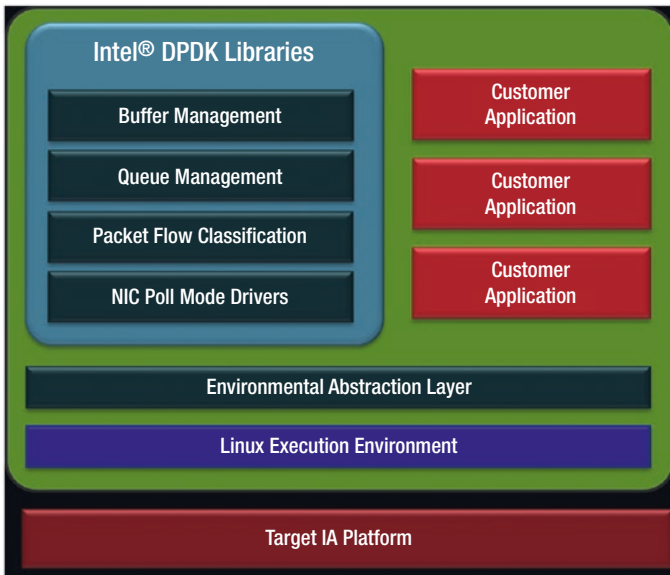 Intel® DPDK Libraries
Buffer Management
Queue Management
Packet Flow Classification
NIC Poll Mode Drivers
Customer
Application
Customer
Application
Customer
Application
Environmental Abstraction Layer
Linux Execution Environment
Target IA Platform